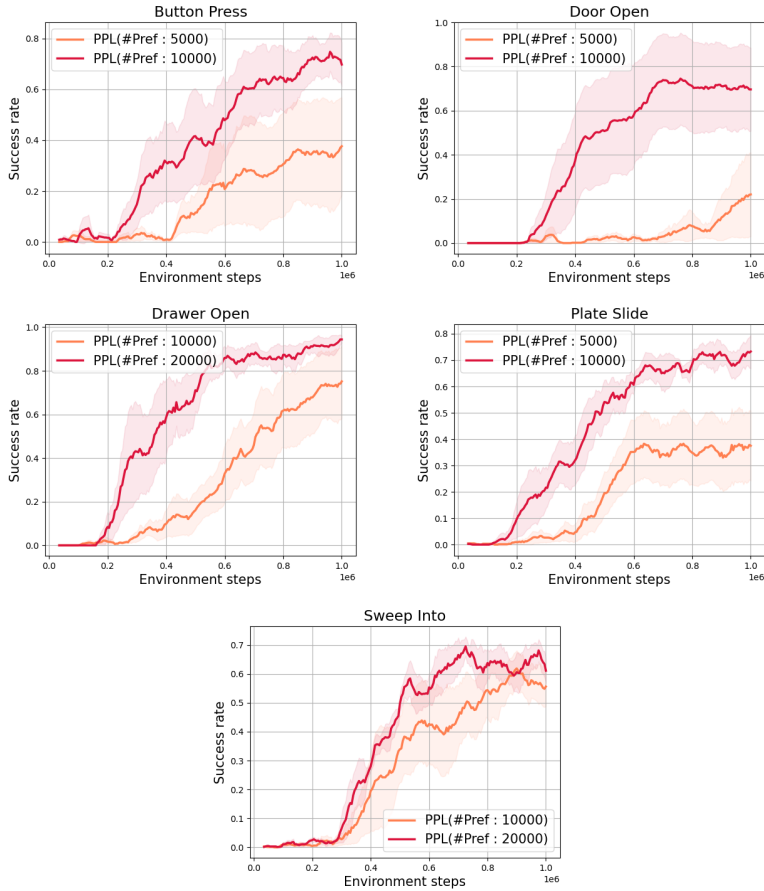 Button Press
PPL(#Pref : 5000)
PPL(#Pref : 10000)
Success rate
0.8
0.6
0.4
0.2
0.0
0.0 0.2 0.4 0.6 0.8 1.0
1e6
Environment steps
Door Open
PPL(#Pref : 5000)
PPL(#Pref : 10000)
Success rate
1.0
0.8
0.6
0.4
0.2
0.0
0.0 0.2 0.4 0.6 0.8 1.0
1e6
Environment steps
Drawer Open
PPL(#Pref : 10000)
PPL(#Pref : 20000)
Success rate
1.0
0.8
0.6
0.4
0.2
0.0
0.0 0.2 0.4 0.6 0.8 1.0
1e6
Environment steps
Plate Slide
PPL(#Pref : 5000)
PPL(#Pref : 10000)
Success rate
0.8
0.7
0.6
0.5
0.4
0.3
0.2
0.1
0.0
0.0 0.2 0.4 0.6 0.8 1.0
1e6
Environment steps
Sweep Into
PPL(#Pref : 10000)
PPL(#Pref : 20000)
Success rate
0.7
0.6
0.5
0.4
0.3
0.2
0.1
0.0
0.0 0.2 0.4 0.6 0.8 1.0
1e6
Environment steps